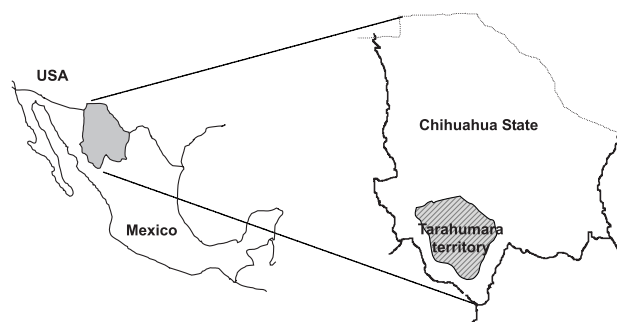 USA
Chihuahua State
Tarahumara
territory
Mexico